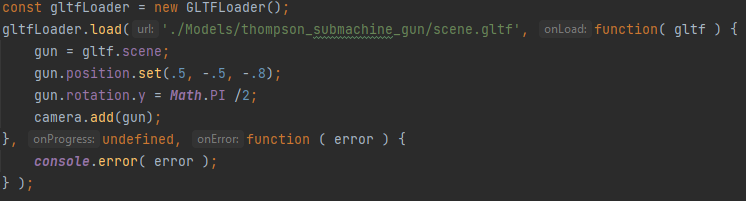 const gltfLoader = new GLTFLoader();
gltfLoader.load( url: './Models/thompson_submachine_gun/scene.gltf', onLoad: function( gltf ) {
    gun = gltf.scene;
    gun.position.set(.5, -.5, -.8);
    gun.rotation.y = Math.PI /2;
    camera.add(gun);
}, onProgress: undefined, onError: function ( error ) {
    console.error( error );
} );